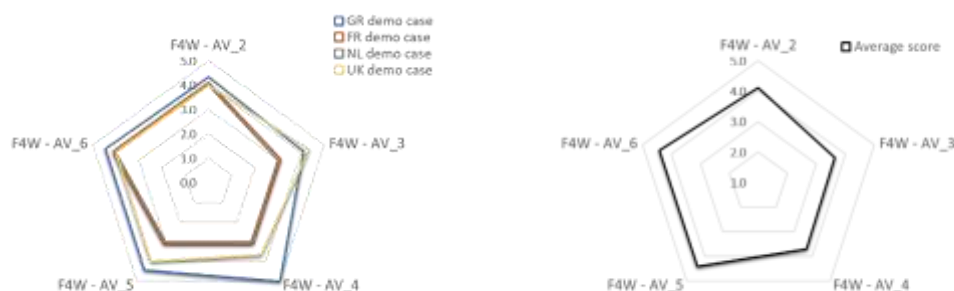 GR demo case
FR demo case
NL demo case
UK demo case
F4W - AV_2
5.0
4.0
3.0
2.0
1.0
0.0
F4W - AV_3
F4W - AV_4
F4W - AV_5
F4W - AV_6
Average score
F4W - AV_2
5.0
4.0
3.0
2.0
1.0
F4W - AV_3
F4W - AV_4
F4W - AV_5
F4W - AV_6